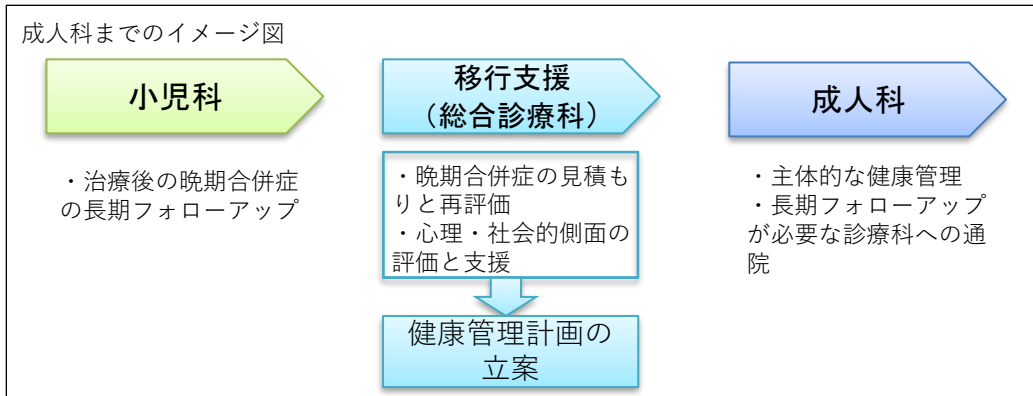 成人科までのイメージ図
小児科
・治療後の晩期合併症
の長期フォローアップ
移行支援
(総合診療科)
・晩期合併症の見積も
りと再評価
・心理・社会的側面の
評価と支援
健康管理計画の
立案
成人科
・主体的な健康管理
・長期フォローアップ
が必要な診療科への通
院